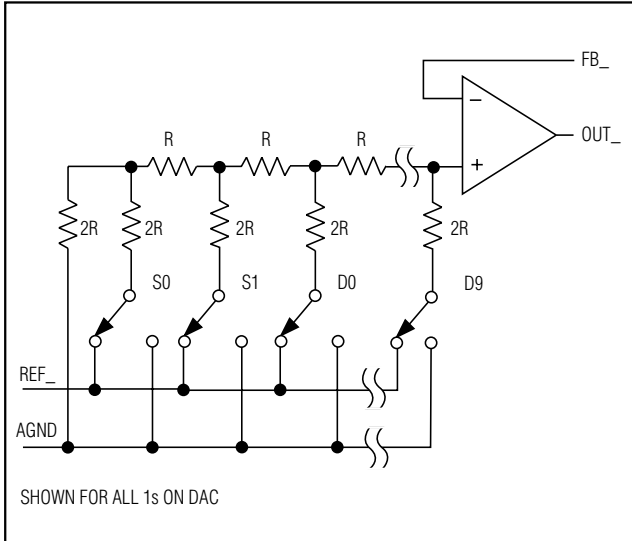 FB_
−
OUT_
+
R R R
2R 2R 2R 2R 2R
S0 S1 D0 D9
REF_
AGND
SHOWN FOR ALL 1s ON DAC